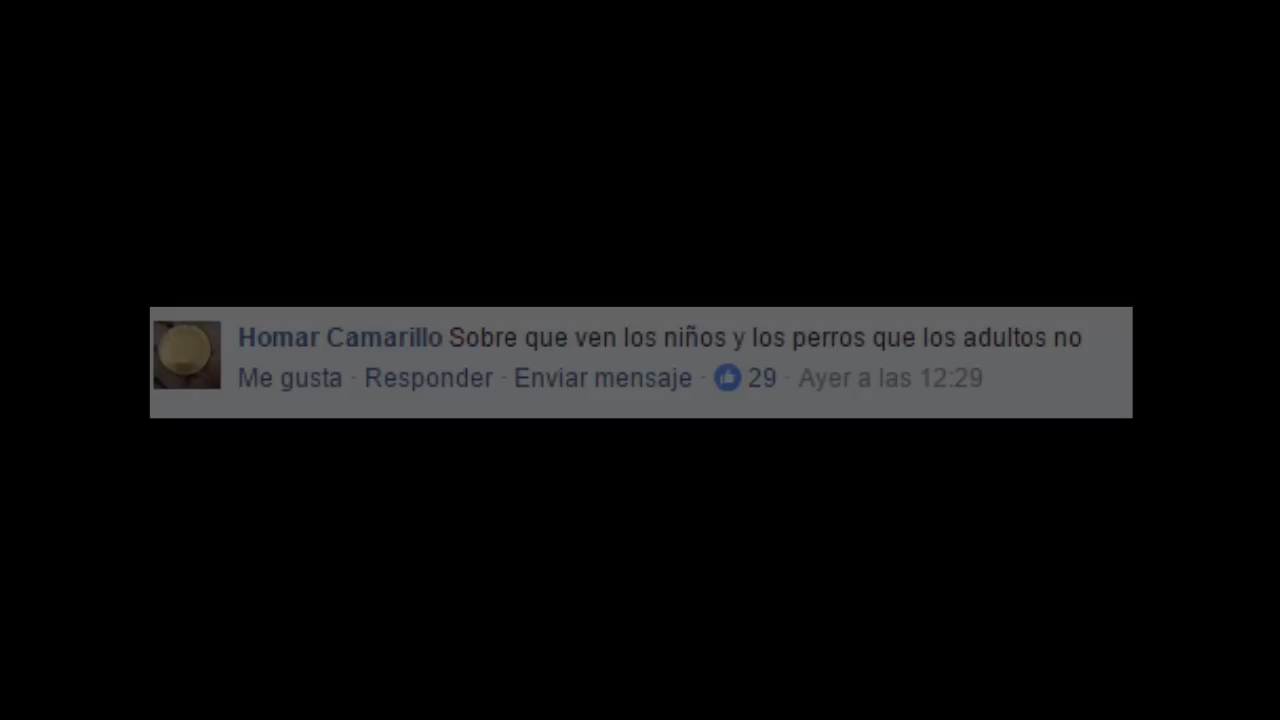 Homar Camarillo Sobre que ven los niños y los perros que los adultos no
Me gusta · Responder · Enviar mensaje · 29 · Ayer a las 12:29